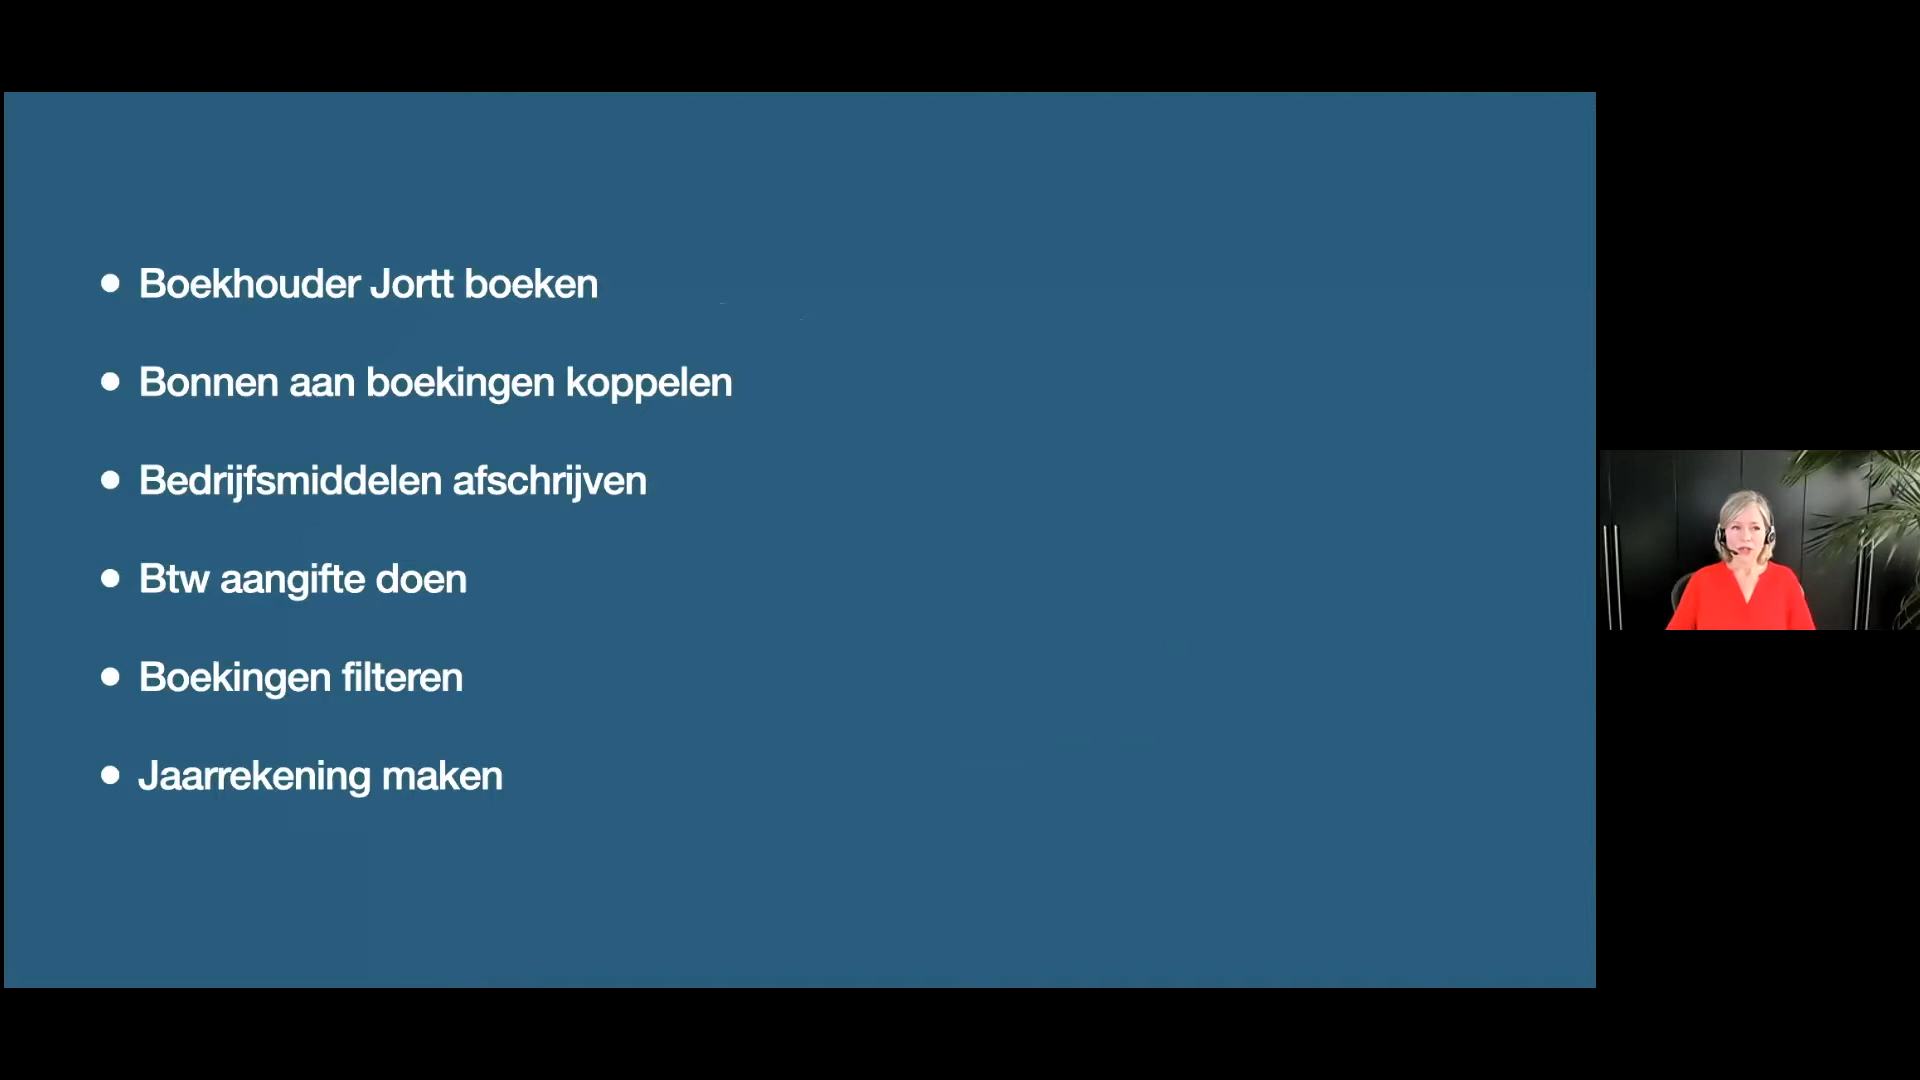 • Boekhouder Jortt boeken
• Bonnen aan boekingen koppelen
• Bedrijfsmiddelen afschrijven
• Btw aangifte doen
• Boekingen filteren
• Jaarrekening maken